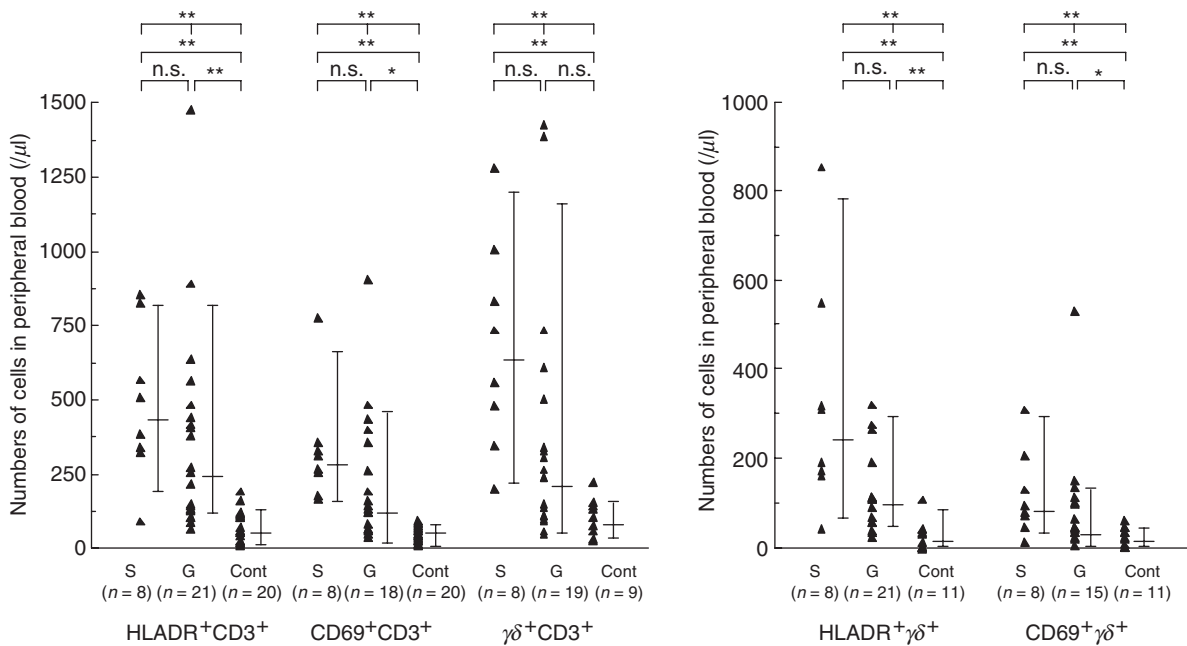 ** ** ** ** **
** ** ** ** **
n.s. ** n.s. * n.s. n.s. n.s. ** n.s. *
Numbers of cells in peripheral blood (/μl)
1500
1250
1000
750
500
250
0
S G Cont S G Cont S G Cont
(n = 8) (n = 21) (n = 20) (n = 8) (n = 18) (n = 20) (n = 8) (n = 19) (n = 9)
HLADR+CD3+ CD69+CD3+ γδ+CD3+
Numbers of cells in peripheral blood (/μl)
1000
800
600
400
200
0
S G Cont S G Cont
(n = 8) (n = 21) (n = 11) (n = 8) (n = 15) (n = 11)
HLADR+γδ+ CD69+γδ+